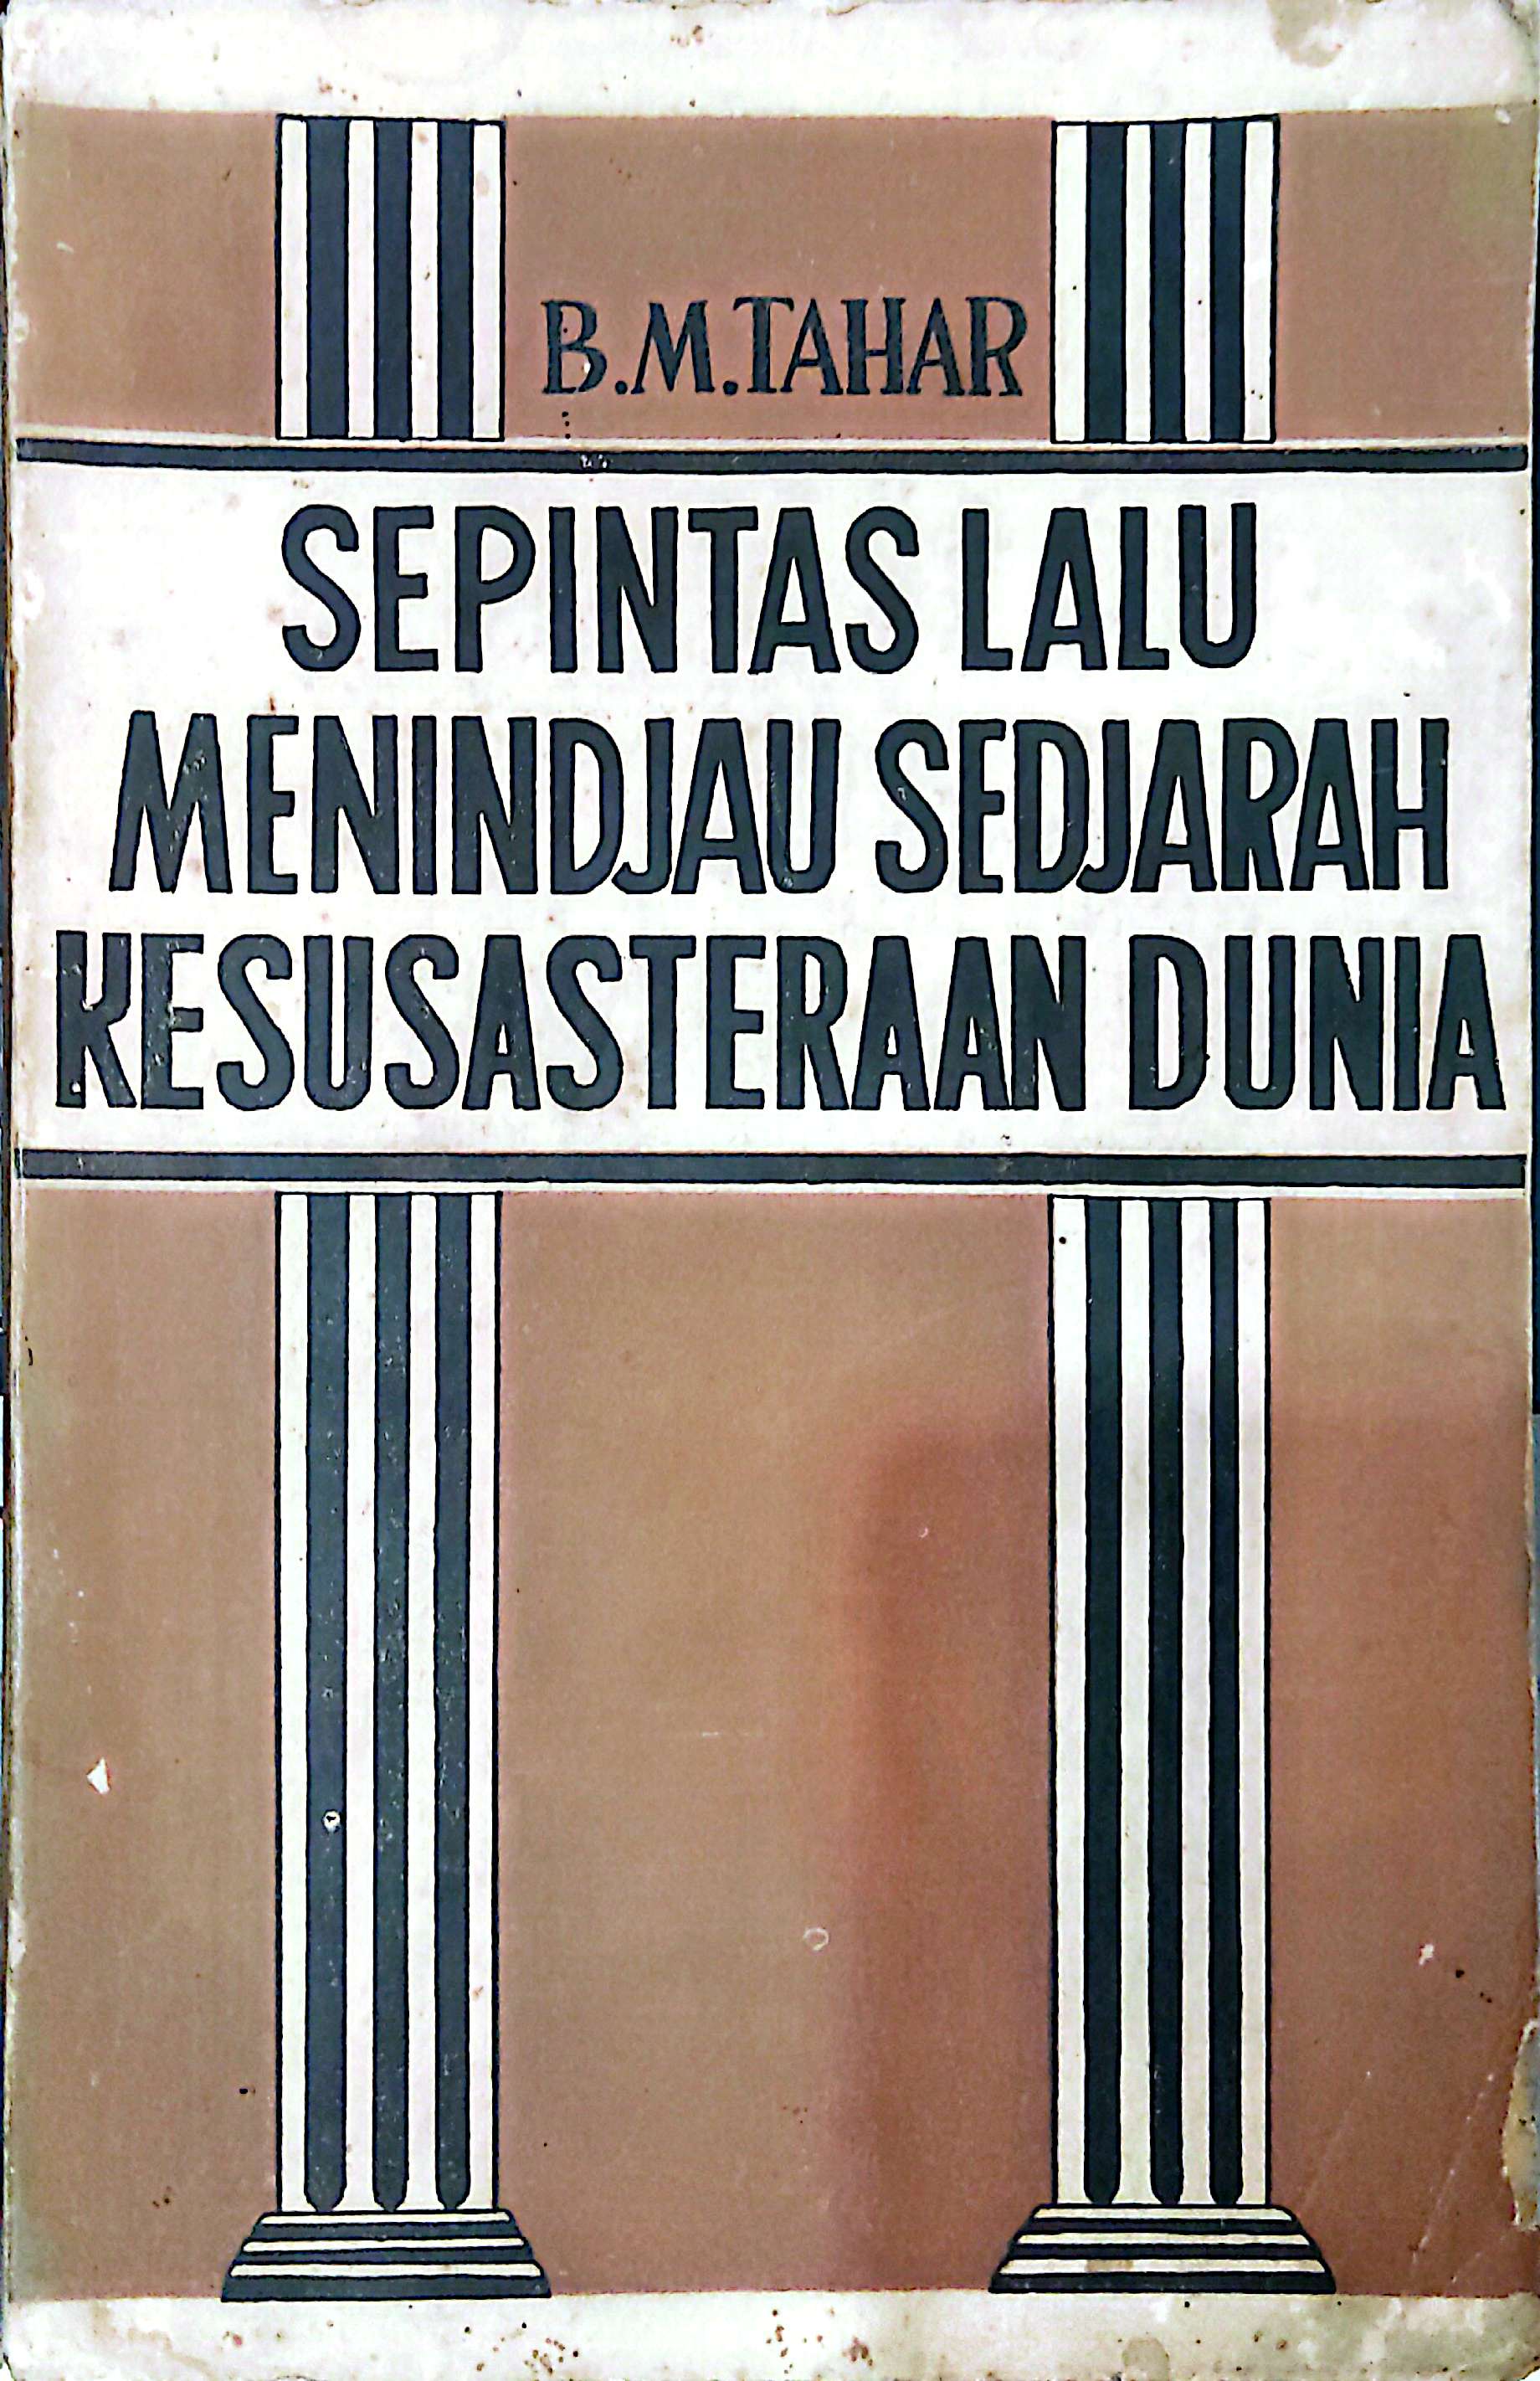 B.M.TAHAR
SEPINTAS LALU
MENINDJAU SEDJARAH
KESUSASTERAAN DUNIA